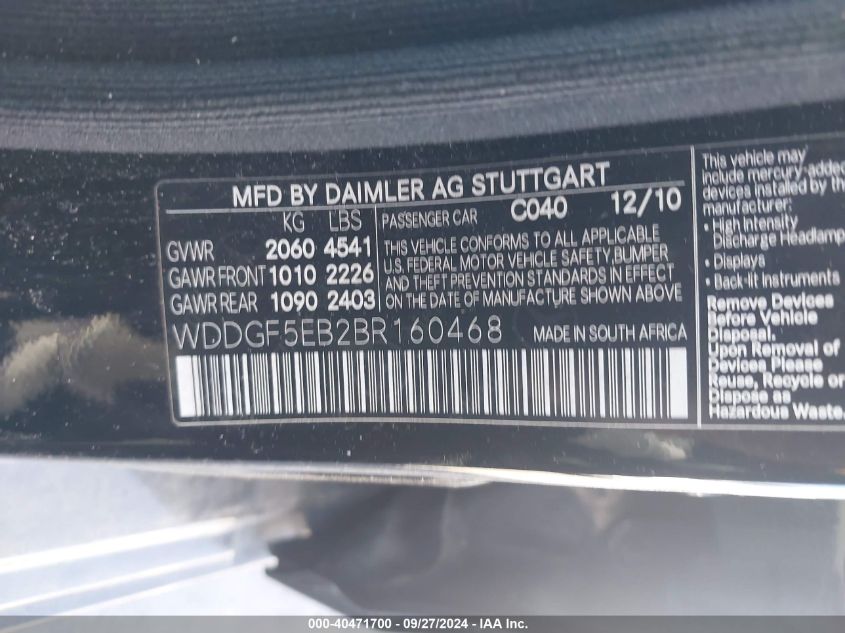 MFD BY DAIMLER AG STUTTGART
KG LBS
GVWR 2060 4541
GAWR FRONT 1010 2226
GAWR REAR 1090 2403
PASSENGER CAR C040 12/10
THIS VEHICLE CONFORMS TO ALL APPLICABLE
U.S. FEDERAL MOTOR VEHICLE SAFETY BUMPER
AND THEFT PREVENTION STANDARDS IN EFFECT
ON THE DATE OF MANUFACTURE SHOWN ABOVE
WDDGF5EB2BR160468 MADE IN SOUTH AFRICA
This vehicle may
include mercury-added
devices installed by the
manufacturer:
• High Intensity
Discharge Headlamp
• Displays
• Back-lit Instruments
Remove Devices
Before Vehicle
Disposal.
Upon Removal of
Devices Please
Reuse, Recycle or
Dispose as
Hazardous Waste.
000-40471700 - 09/27/2024 - IAA Inc.